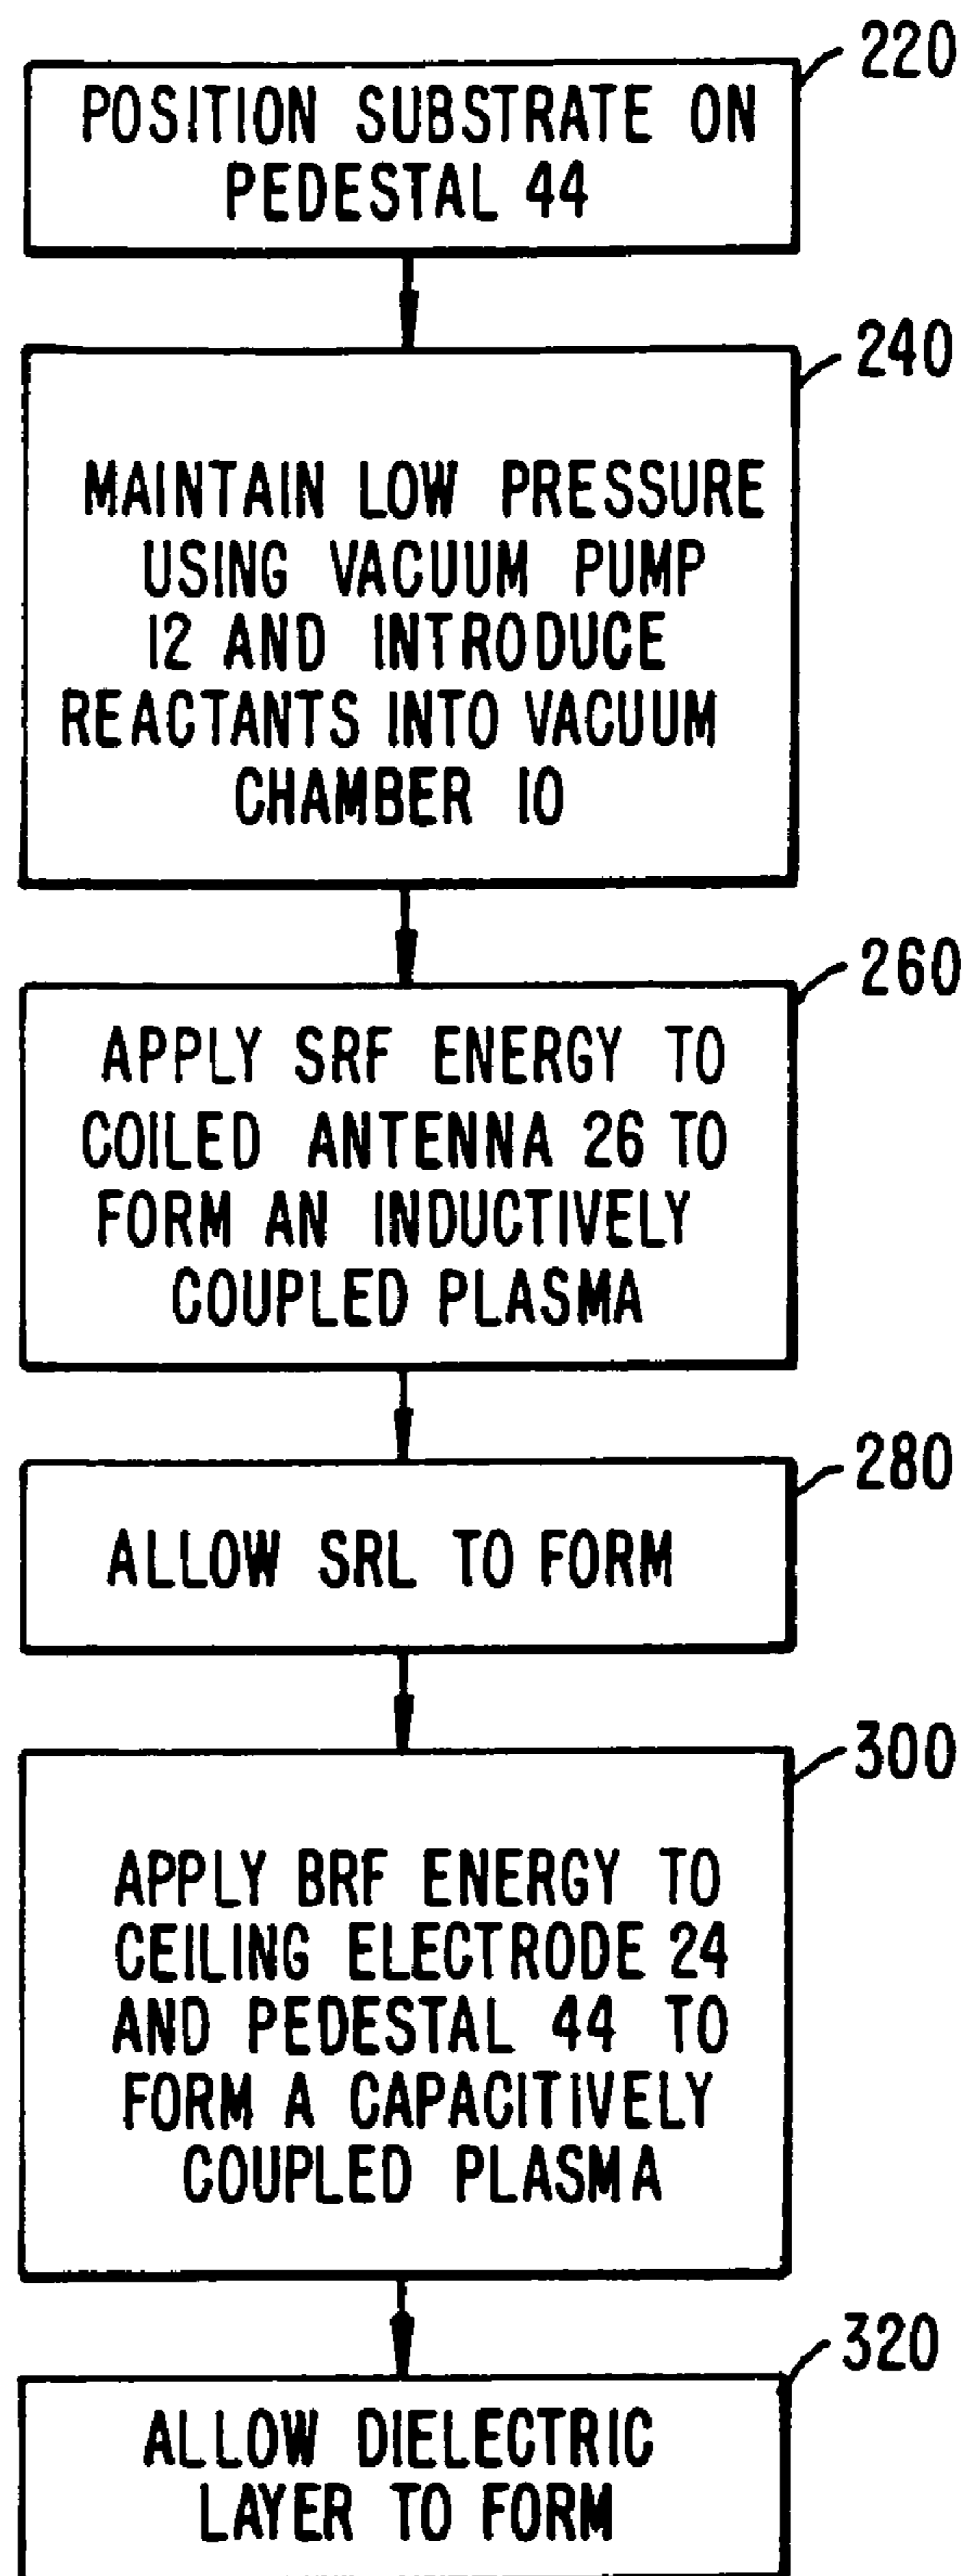 220
POSITION SUBSTRATE ON
PEDESTAL 44
240
MAINTAIN LOW PRESSURE
USING VACUUM PUMP
12 AND INTRODUCE
REACTANTS INTO VACUUM
CHAMBER 10
260
APPLY SRF ENERGY TO
COILED ANTENNA 26 TO
FORM AN INDUCTIVELY
COUPLED PLASMA
280
ALLOW SRL TO FORM
300
APPLY BRF ENERGY TO
CEILING ELECTRODE 24
AND PEDESTAL 44 TO
FORM A CAPACITIVELY
COUPLED PLASMA
320
ALLOW DIELECTRIC
LAYER TO FORM